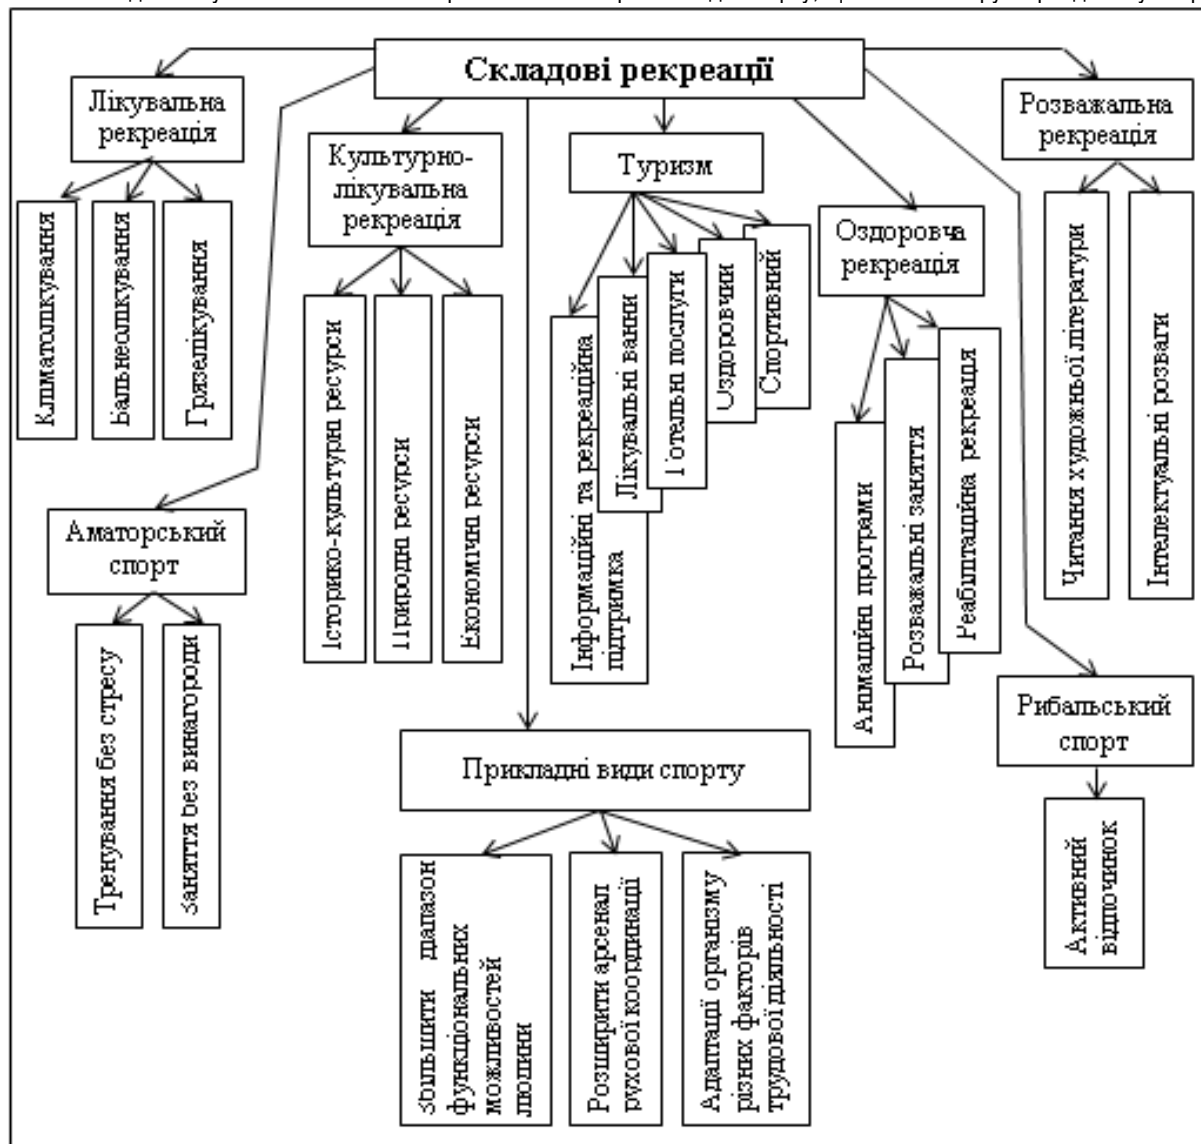 Складові рекреації
Лікувальна
рекреація
Кліматолікування
Бальнеолікування
Грязелікування
Культурно-
лікувальна
рекреація
Історико-культурні ресурси
Природні ресурси
Економічні ресурси
Туризм
Інформаційні та рекреаційна
підтримка
Лікувальні ванни
Готельні послуги
Оздоровчий
Спортивний
Оздоровча
рекреація
Анімаційні програми
Розважальні заняття
Реабілітаційна рекреація
Розважальна
рекреація
Читання художньої літератури
Інтелектуальні розваги
Аматорський
спорт
Тренування без стресу
Заняття без винагороди
Прикладні види спорту
Збільшити діапазон
функціональних
можливостей
людини
Розширити арсенал
рухової координації
Адаптації організму
різних факторів
трудової діяльності
Рибальський
спорт
Активний
відпочинок